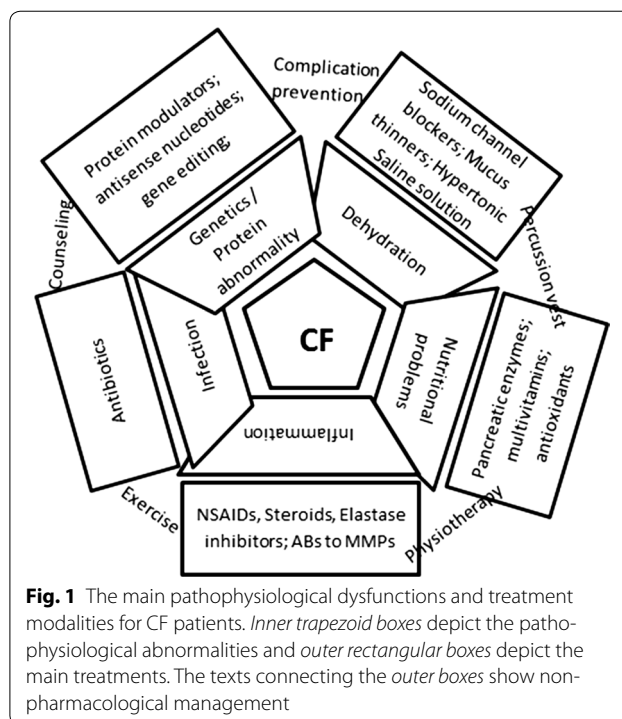 Complication
prevention
Protein modulators;
antisense nucleotides;
gene editing;
Sodium channel
blockers; Mucus
thinners; Hypertonic
Saline solution
Genetics/
Protein
abnormality
Dehydration
Counseling
Percussion vest
CF
Antibiotics
Infection
Nutritional
problems
Pancreatic enzymes;
multivitamins;
antioxidants
Inflammation
Exercise
NSAIDs, Steroids, Elastase
inhibitors; ABs to MMPs
Physiotherapy
Fig. 1 The main pathophysiological dysfunctions and treatment
modalities for CF patients. Inner trapezoid boxes depict the patho-
physiological abnormalities and outer rectangular boxes depict the
main treatments. The texts connecting the outer boxes show non-
pharmacological management